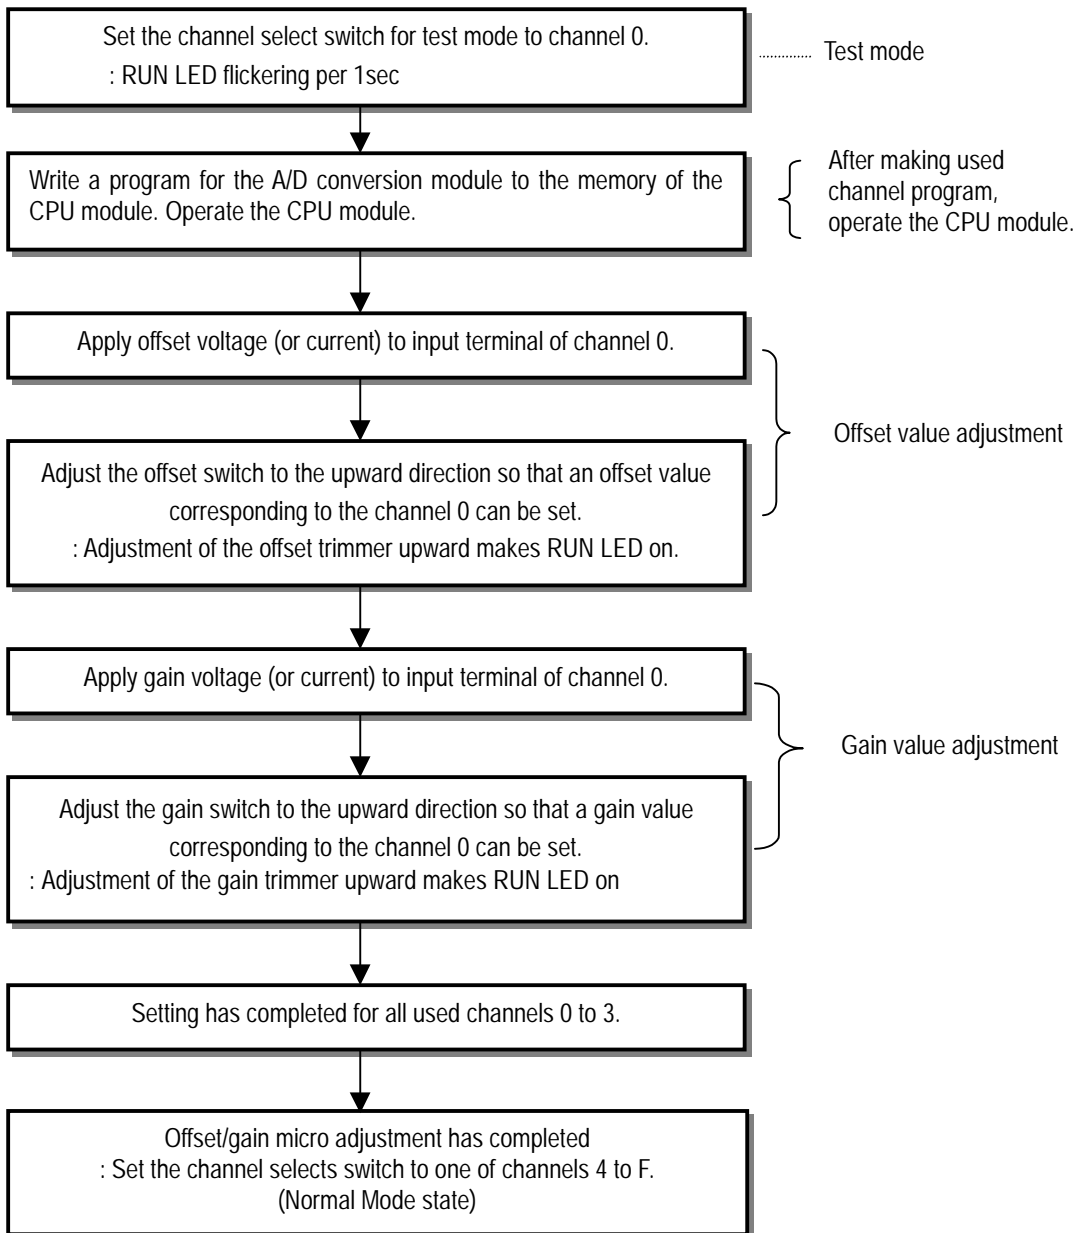 Set the channel select switch for test mode to channel 0.
: RUN LED flickering per 1sec
Test mode
Write a program for the A/D conversion module to the memory of the
CPU module. Operate the CPU module.
After making used
channel program,
operate the CPU module.
Apply offset voltage (or current) to input terminal of channel 0.
Adjust the offset switch to the upward direction so that an offset value
corresponding to the channel 0 can be set.
: Adjustment of the offset trimmer upward makes RUN LED on.
Offset value adjustment
Apply gain voltage (or current) to input terminal of channel 0.
Adjust the gain switch to the upward direction so that a gain value
corresponding to the channel 0 can be set.
: Adjustment of the gain trimmer upward makes RUN LED on
Gain value adjustment
Setting has completed for all used channels 0 to 3.
Offset/gain micro adjustment has completed
: Set the channel selects switch to one of channels 4 to F.
(Normal Mode state)